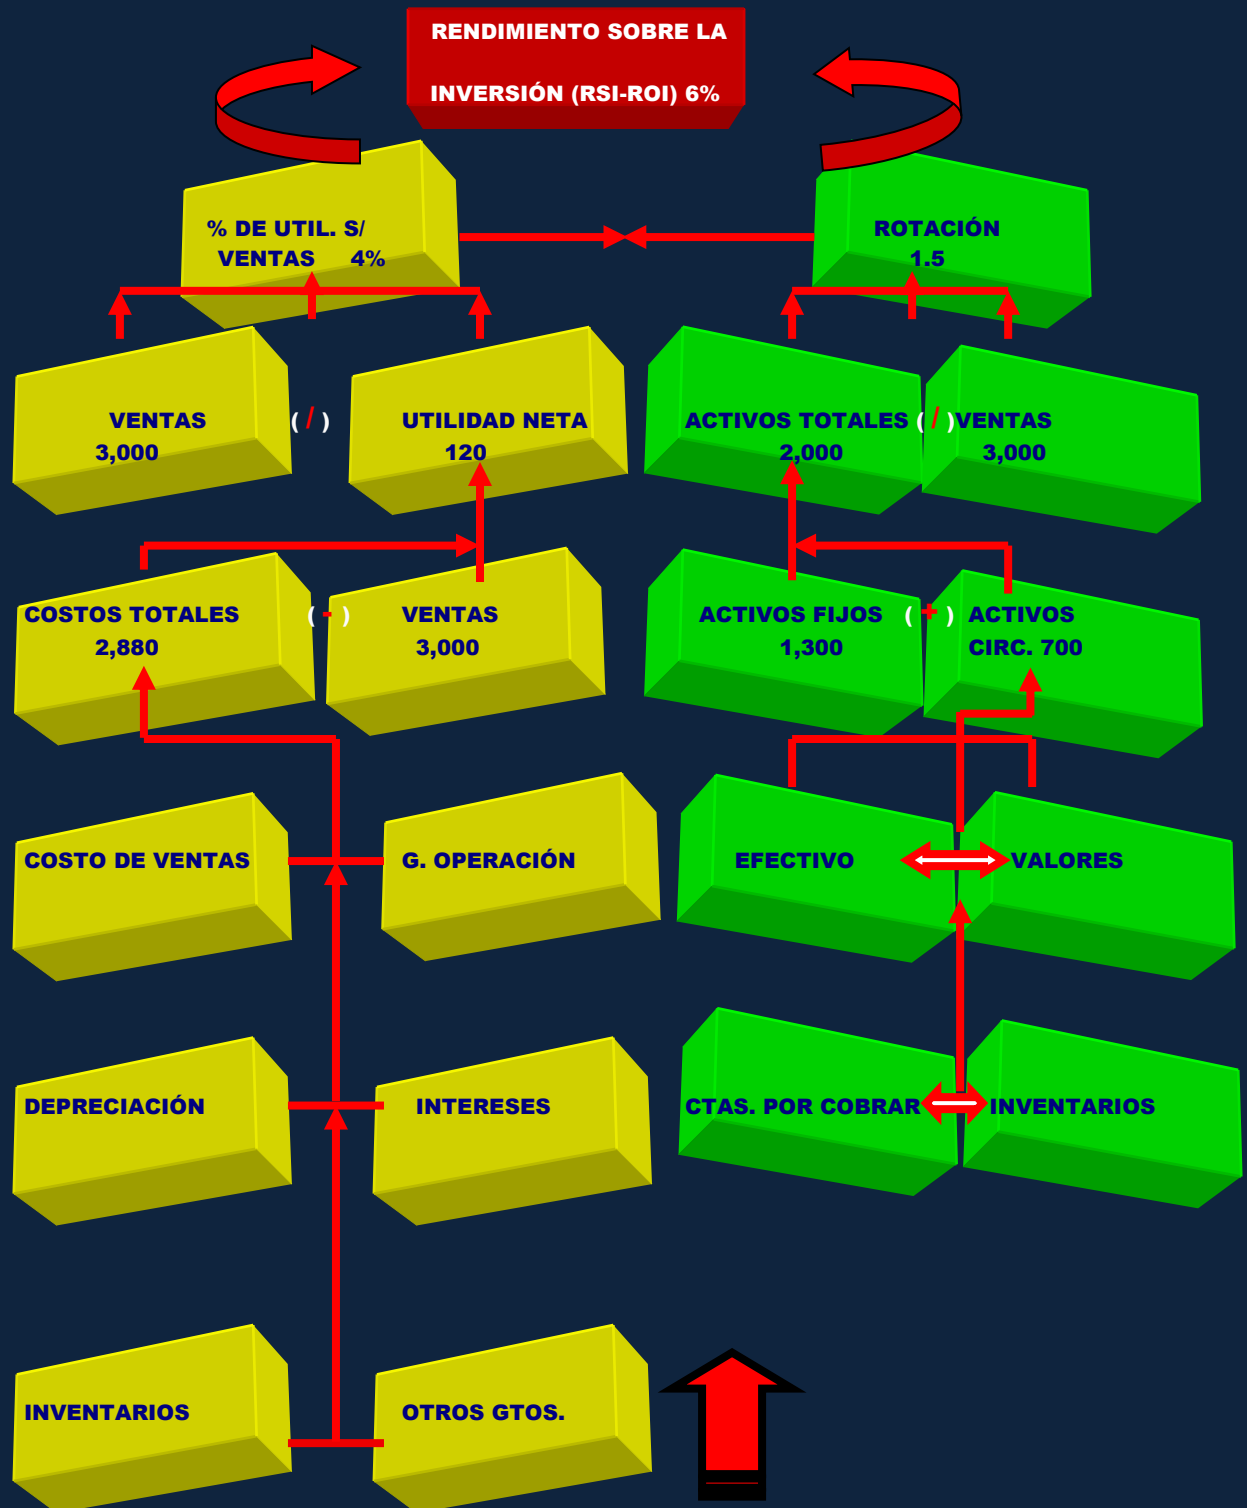 RENDIMIENTO SOBRE LA
INVERSIÓN (RSI-ROI) 6%
% DE UTIL. S/
VENTAS 4%
ROTACIÓN
1.5
VENTAS
3,000
( / )
UTILIDAD NETA
120
ACTIVOS TOTALES
2,000
( / )
VENTAS
3,000
COSTOS TOTALES
2,880
( - )
VENTAS
3,000
ACTIVOS FIJOS
1,300
( + )
ACTIVOS
CIRC. 700
COSTO DE VENTAS
G. OPERACIÓN
EFECTIVO
VALORES
DEPRECIACIÓN
INTERESES
CTAS. POR COBRAR
INVENTARIOS
INVENTARIOS
OTROS GTOS.